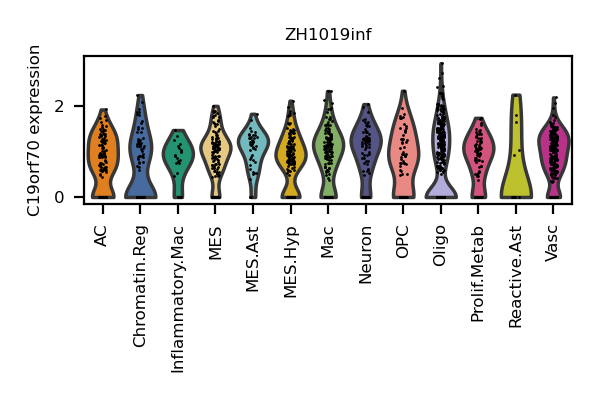 ZH1019inf
C19orf70 expression
2
0
AC
Chromatin.Reg
Inflammatory.Mac
MES
MES.Ast
MES.Hyp
Mac
Neuron
OPC
Oligo
Prolif.Metab
Reactive.Ast
Vasc